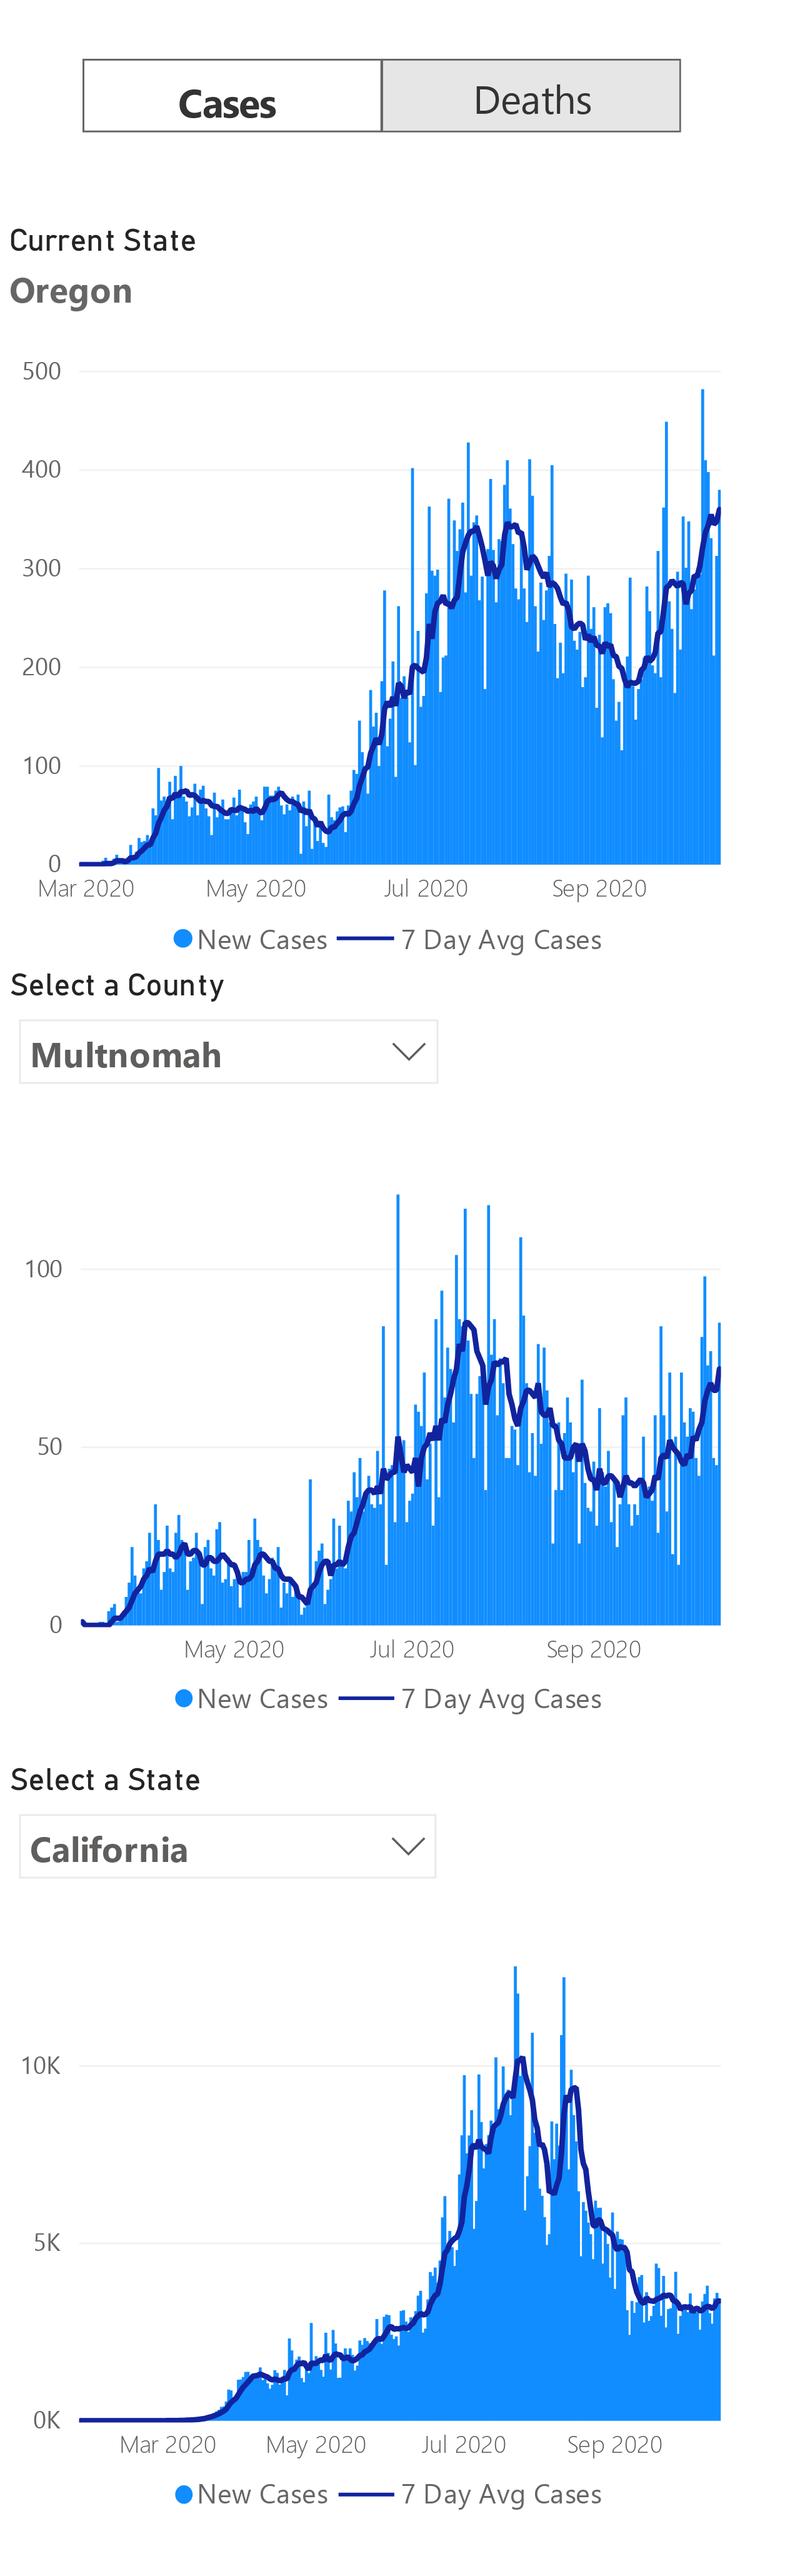 Cases Deaths
Current State
Oregon
500
400
300
200
100
0
Mar 2020 May 2020 Jul 2020 Sep 2020
New Cases 7 Day Avg Cases
Select a County
Multnomah
100
50
0
May 2020 Jul 2020 Sep 2020
New Cases 7 Day Avg Cases
Select a State
California
10K
5K
0K
Mar 2020 May 2020 Jul 2020 Sep 2020
New Cases 7 Day Avg Cases